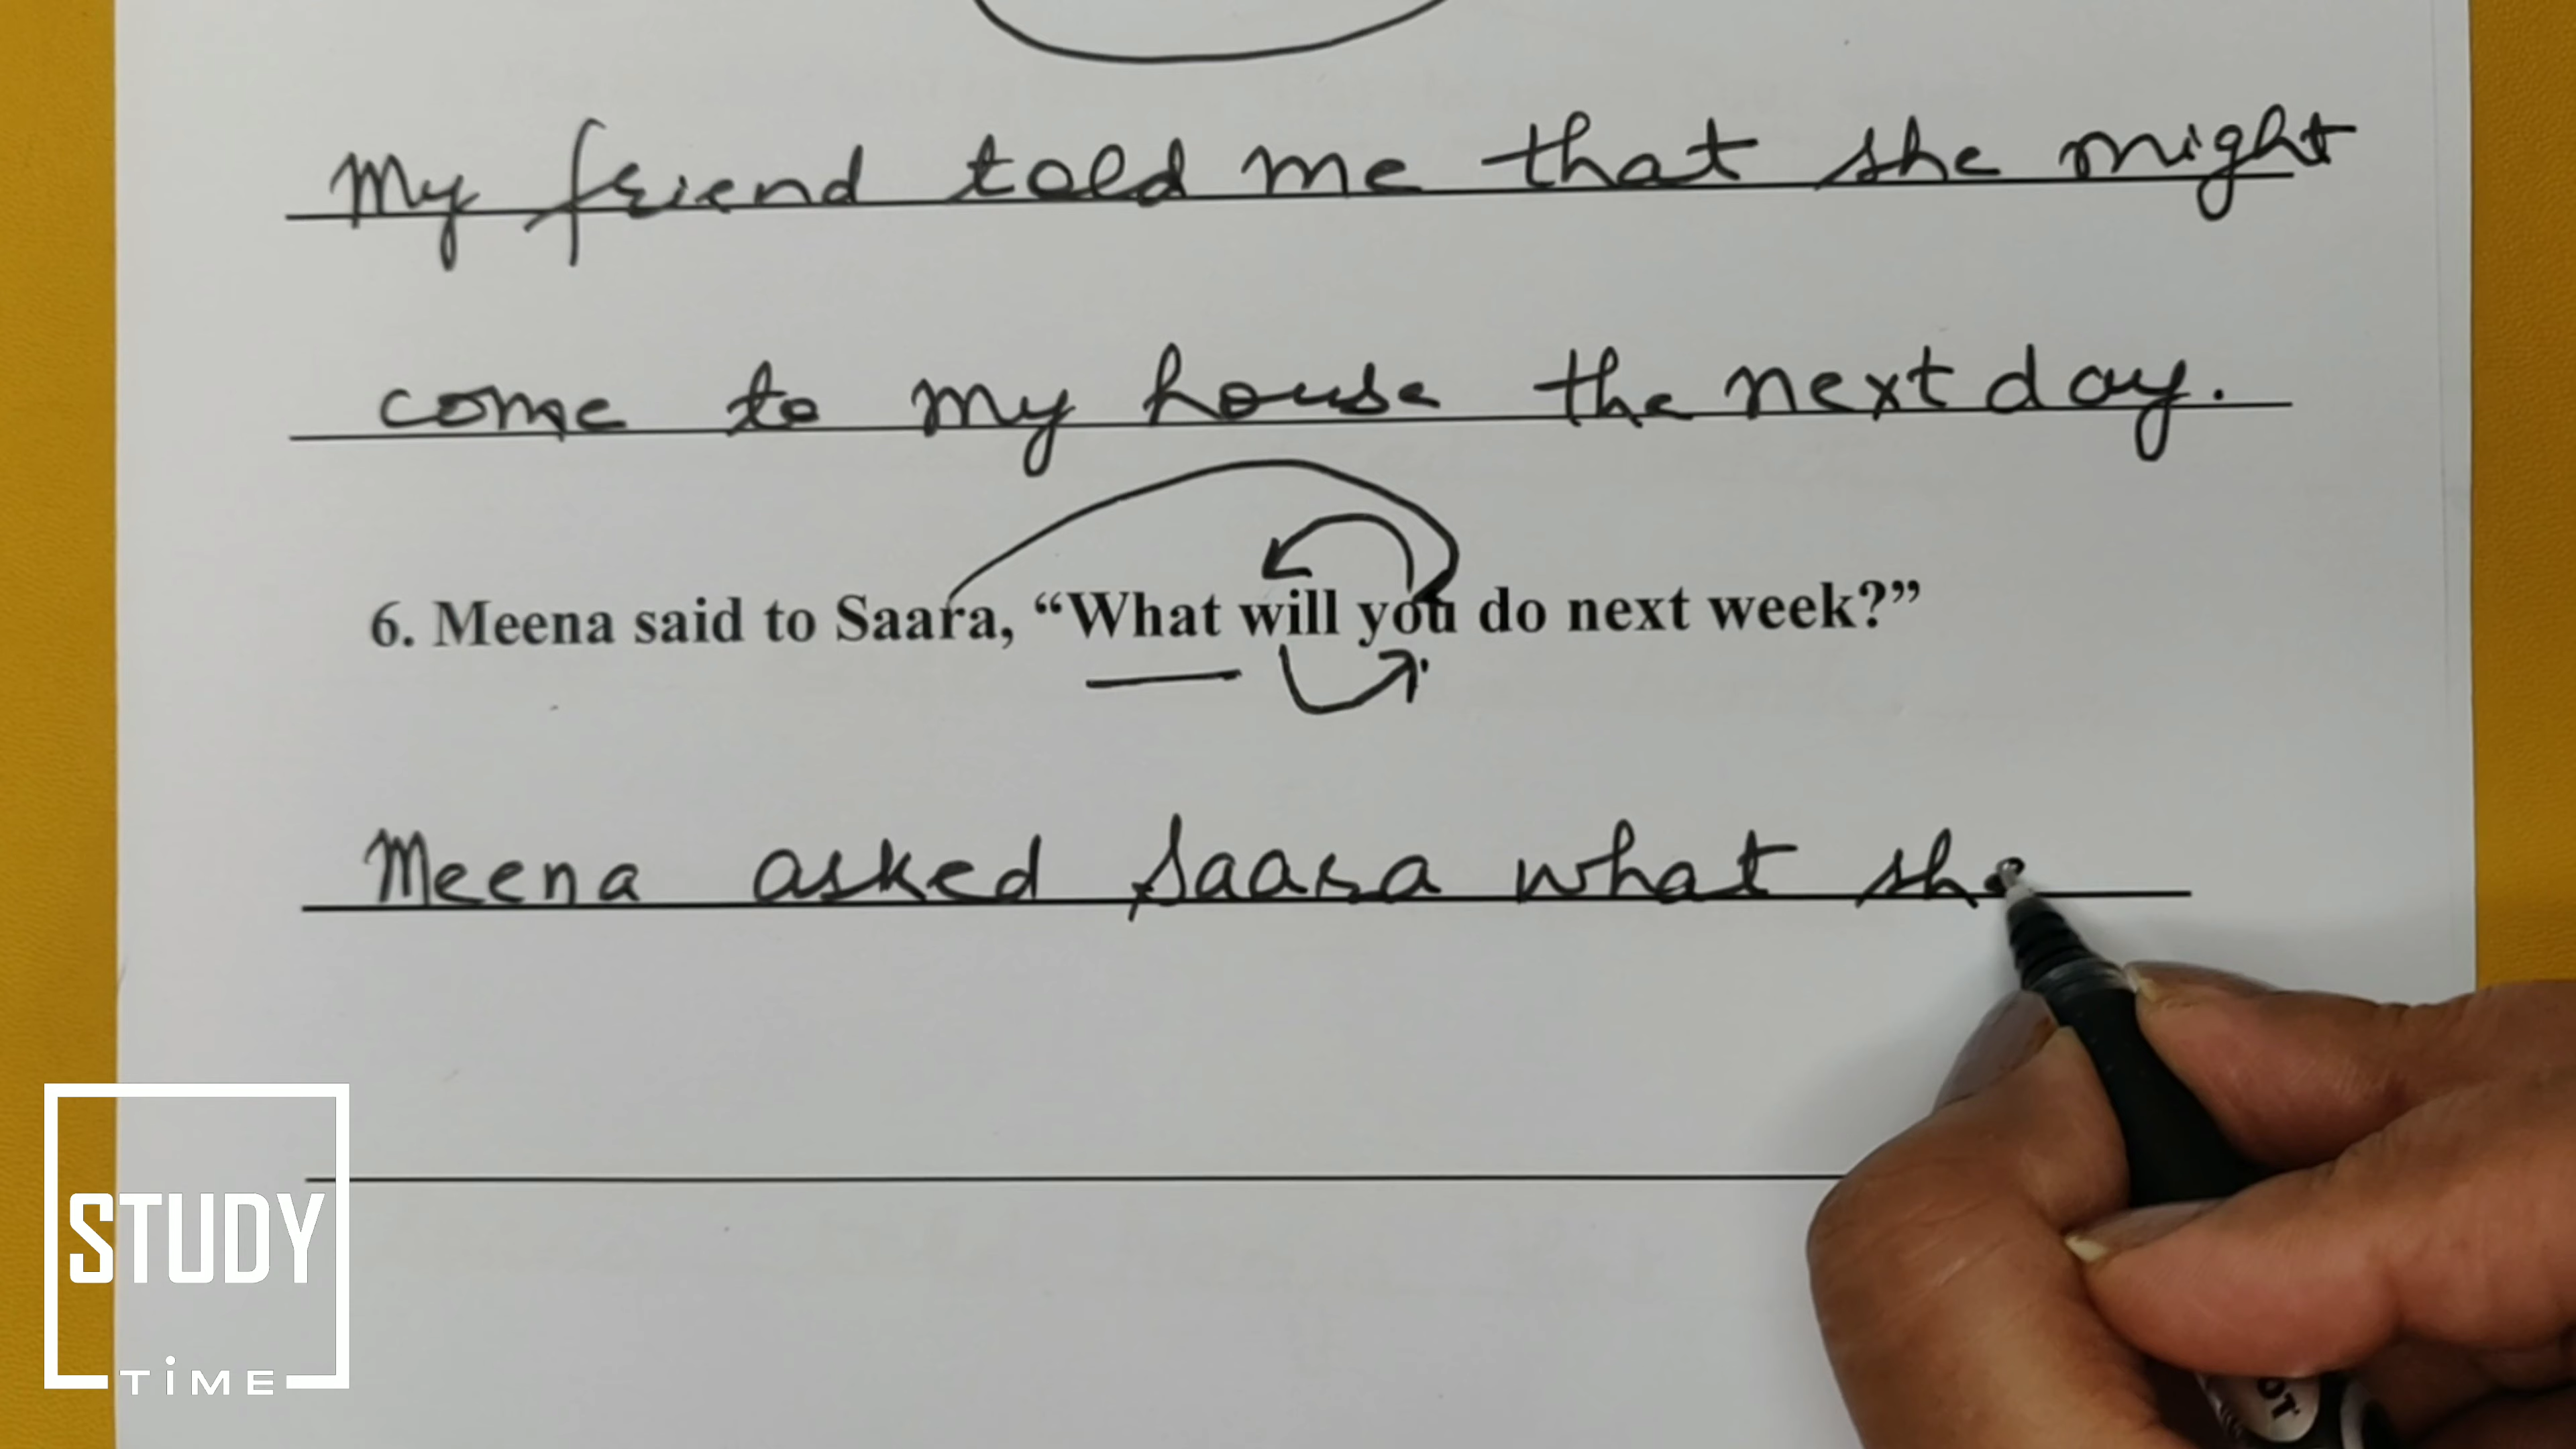 My friend told me that she might
come to my house the next day.
6. Meena said to Saara, “What will you do next week?”
Meena asked Saara what she
STUDY
TiME